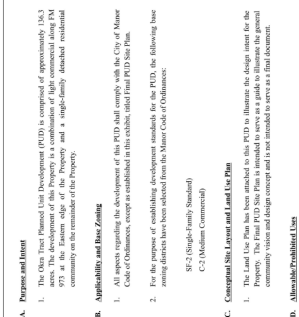 A. Purpose and Intent
1. The Okra Tract Planned Unit Development (PUD) is comprised of approximately 136.3
acres. The development of this Property is a combination of light commercial along FM
973 at the Eastern edge of the Property and a single-family detached residential
community on the remainder of the Property.
B. Applicability and Base Zoning
1. All aspects regarding the development of this PUD shall comply with the City of Manor
Code of Ordinances, except as established in this exhibit, titled Final PUD Site Plan.
2. For the purpose of establishing development standards for the PUD, the following base
zoning districts have been selected from the Manor Code of Ordinances:
SF-2 (Single-Family Standard)
C-2 (Medium Commercial)
C. Conceptual Site Layout and Land Use Plan
1. The Land Use Plan has been attached to this PUD to illustrate the design intent for the
Property. The Final PUD Site Plan is intended to serve as a guide to illustrate the general
community vision and design concept and is not intended to serve as a final document.
D. Allowable/Prohibited Uses